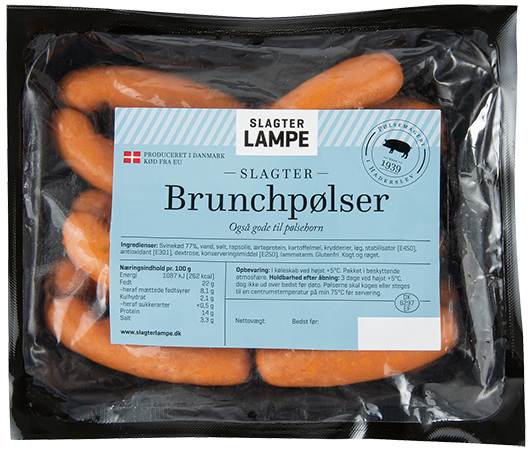 SLAGTER
LAMPE
PRODUCERET I DANMARK
KØD FRA EU
PØLSEMAGERI
1939
I HADERSLEV
SLAGTER
Brunchpølser
Også gode til pølsehorn
Ingredienser: Svinekød 77%, vand, salt, rapsolie, ærteprotein, kartoffelmel, krydderier, løg, stabilisator (E450),
antioxidant (E301), dextrose, konserveringsmiddel (E250), lammetarm. Glutenfri. Kogt og røget.
Næringsindhold pr. 100 g
Energi 1087 kJ (262 kcal)
Fedt 22 g
-heraf mættede fedtsyrer 8,1 g
Kulhydrat 2,1 g
-heraf sukkerarter <0,5 g
Protein 14 g
Salt 3,3 g
www.slagterlampe.dk
Opbevaring: I køleskab ved højst +5°C. Pakket i beskyttende
atmosfære. Holdbarhed efter åbning: 3 dage ved højst +5°C,
dog ikke ud over bedst før dato. Pølserne skal koges eller steges
til en centrumstemperatur på min 75°C før servering.
Nettovægt: Bedst før:
DK
6297
EF